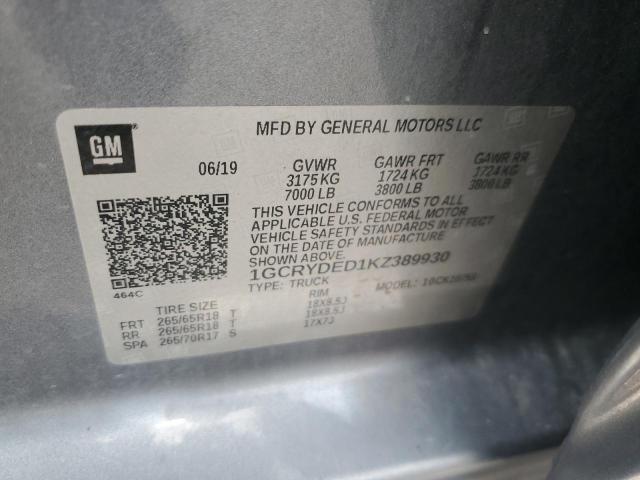 GM
MFD BY GENERAL MOTORS LLC
06/19 GVWR GAWR FRT GAWR RR
3175 KG 1724 KG 1724 KG
7000 LB 3800 LB 3800 LB
THIS VEHICLE CONFORMS TO ALL
APPLICABLE U.S. FEDERAL MOTOR
VEHICLE SAFETY STANDARDS IN EFFECT
ON THE DATE OF MANUFACTURE SHOWN ABOVE.
1GCRYDED1KZ389930
TYPE: TRUCK MODEL:
464C
TIRE SIZE RIM
FRT 265/65R18 T 18X8.5J
RR 265/65R18 T 18X8.5J
SPA 265/70R17 S 17X7J